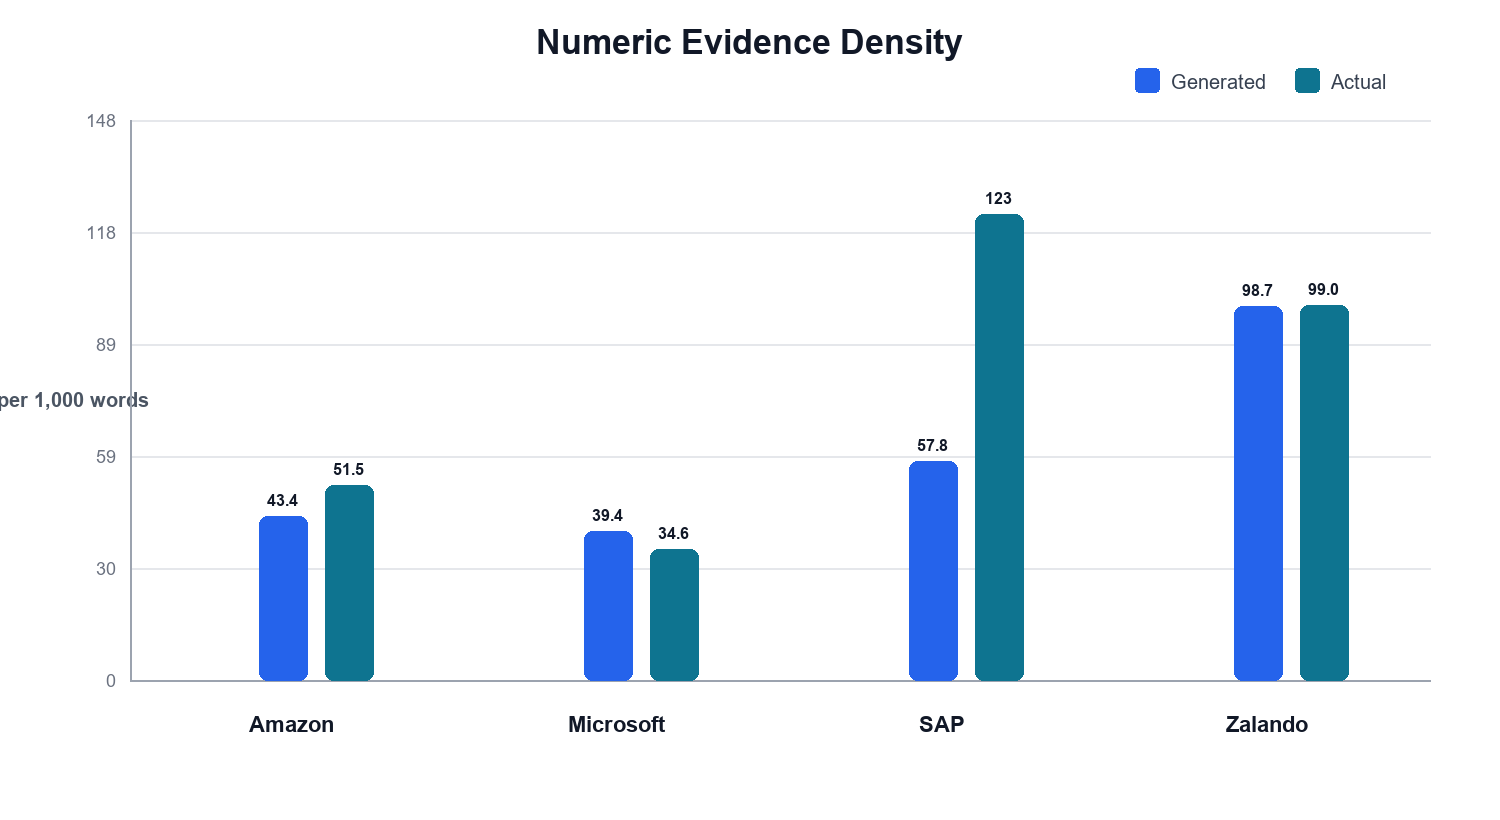 Numeric Evidence Density
Generated
Actual
148
118
89
59
30
0
per 1,000 words
43.4
51.5
39.4
34.6
57.8
123
98.7
99.0
Amazon
Microsoft
SAP
Zalando